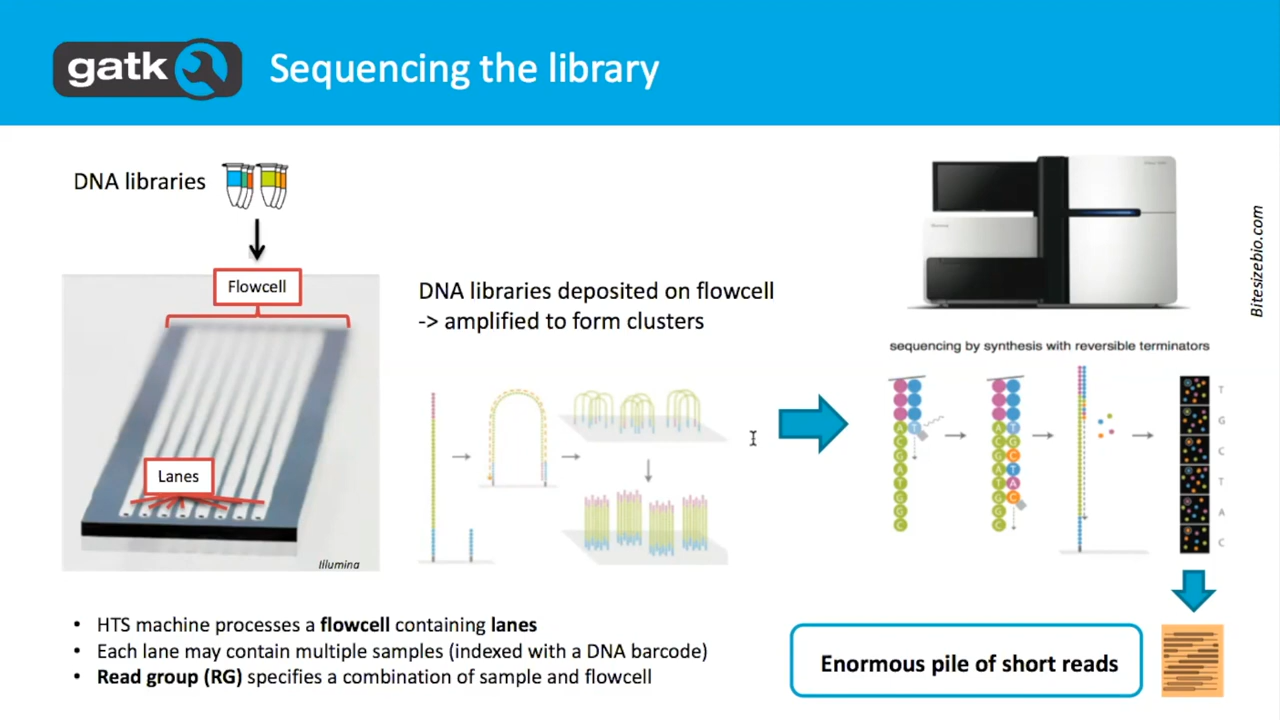 gatk
Sequencing the library
DNA libraries
Flowcell
Lanes
Illumina
DNA libraries deposited on flowcell
-> amplified to form clusters
Bitesizebio.com
sequencing by synthesis with reversible terminators
A T
C
G
A
T
G
G
C
A T
C G
G C
A T
T A
G C
G
C
T
G
C
T
A
C
• HTS machine processes a flowcell containing lanes
• Each lane may contain multiple samples (indexed with a DNA barcode)
• Read group (RG) specifies a combination of sample and flowcell
Enormous pile of short reads